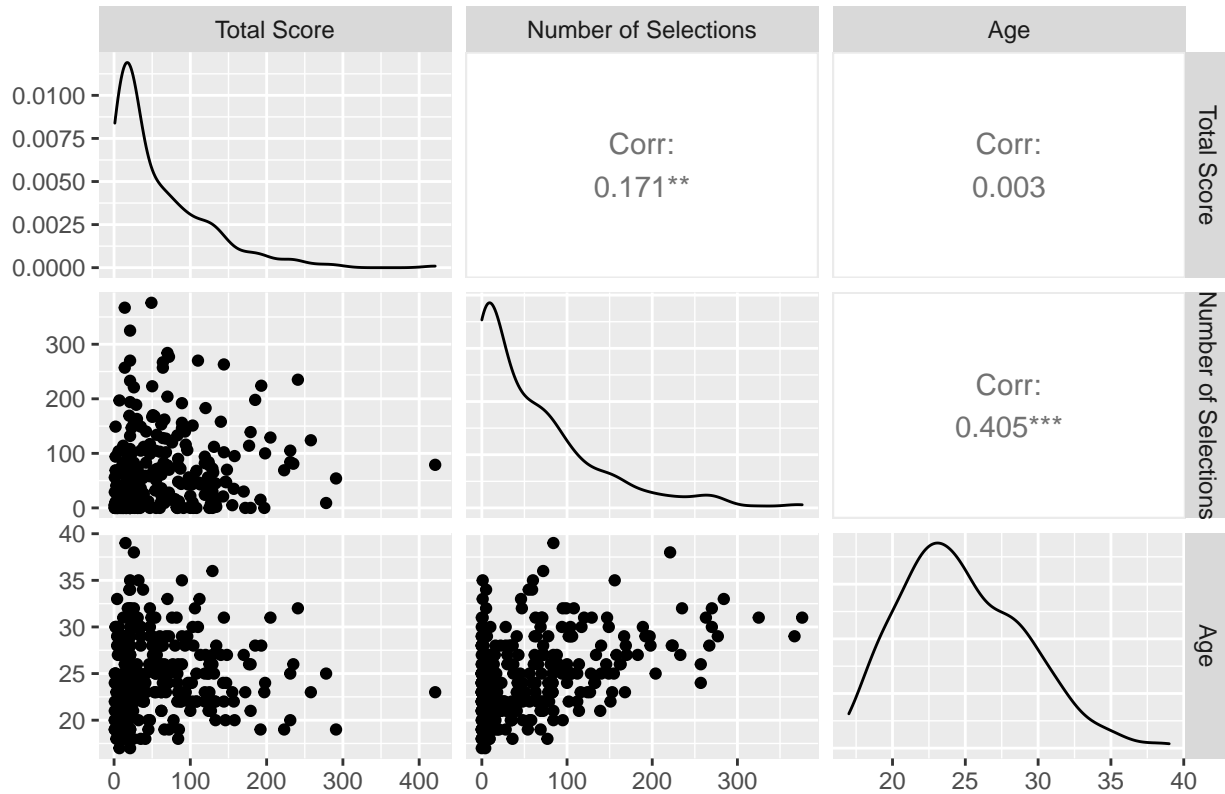 Total Score
Number of Selections
Age
0.0100
0.0075
0.0050
0.0025
0.0000
Corr:
0.171**
Corr:
0.003
Total Score
300
200
100
0
Corr:
0.405***
Number of Selections
40
35
30
25
20
Age
0 100 200 300 400
0 100 200 300
20 25 30 35 40